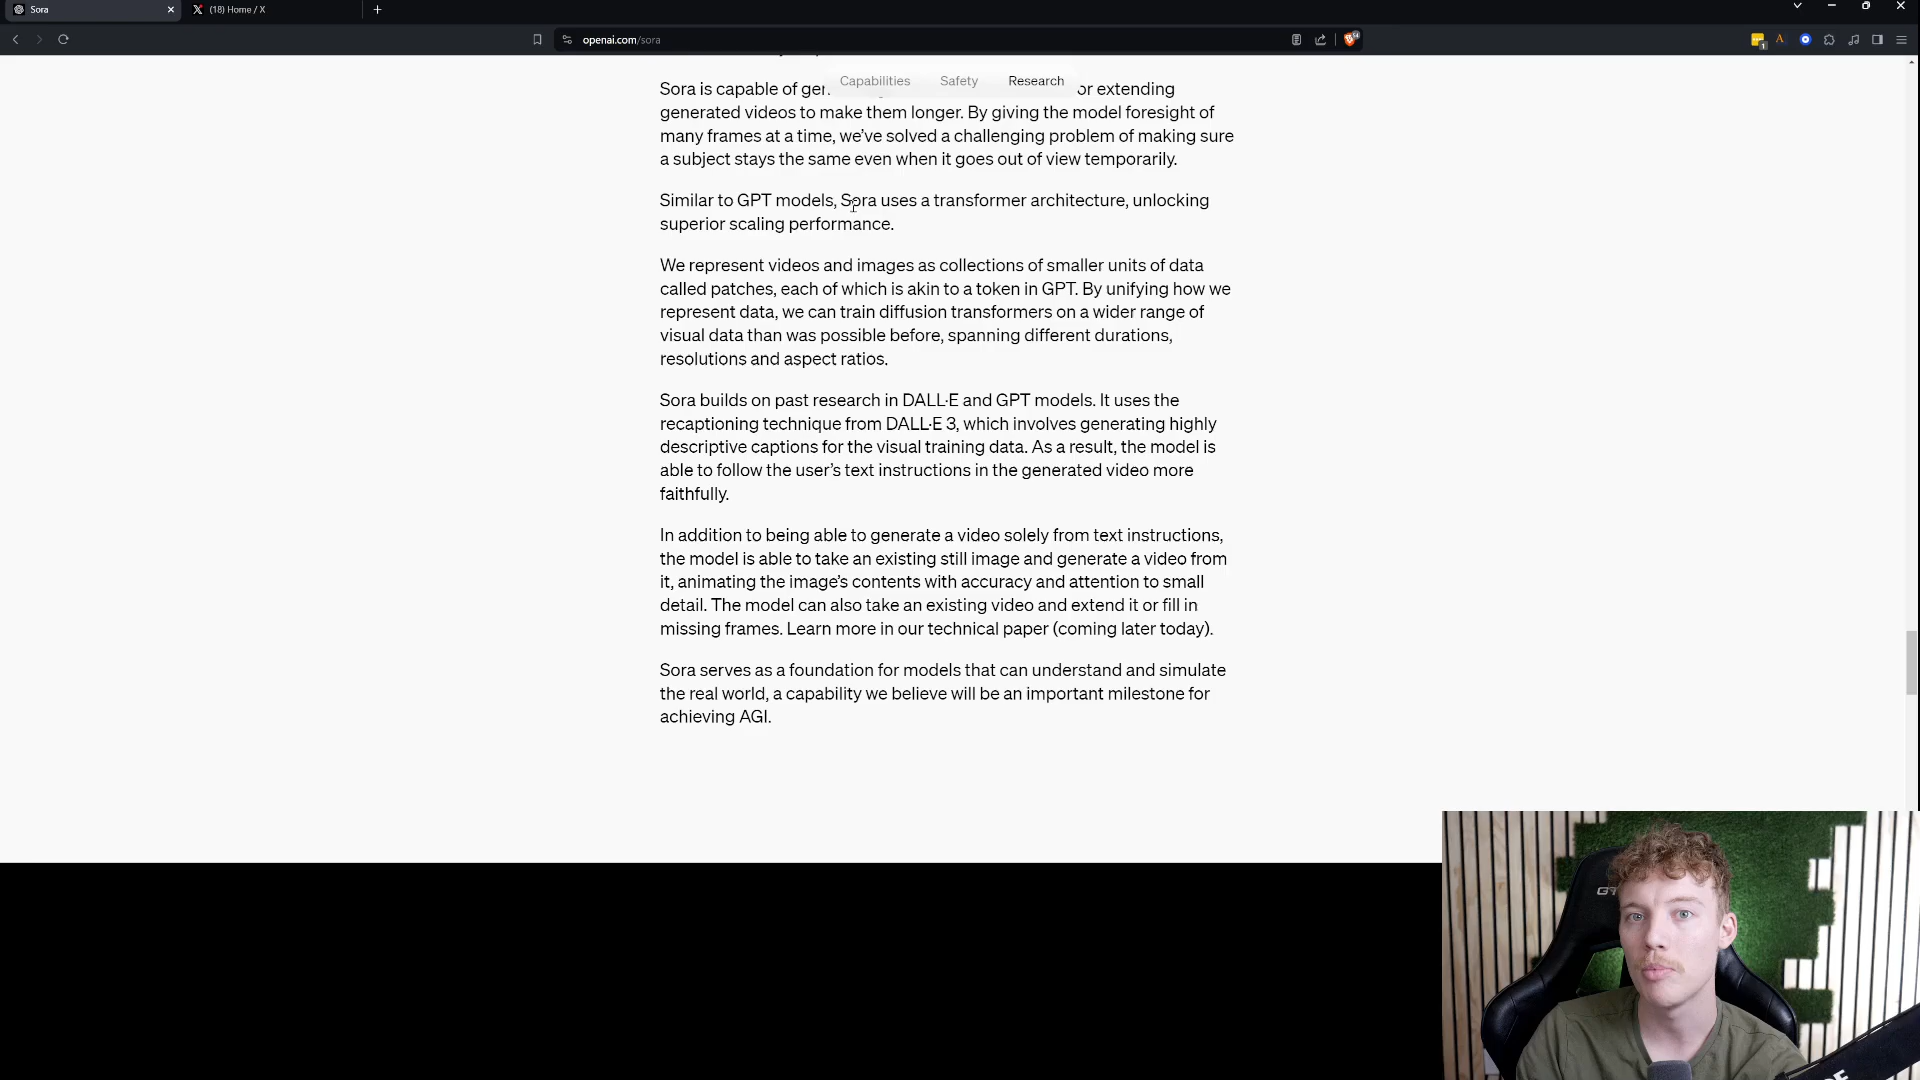 Sora
(18) Home / X
openai.com/sora
Capabilities Safety Research
Sora is capable of gen or extending
generated videos to make them longer. By giving the model foresight of
many frames at a time, we’ve solved a challenging problem of making sure
a subject stays the same even when it goes out of view temporarily.
Similar to GPT models, Sora uses a transformer architecture, unlocking
superior scaling performance.
We represent videos and images as collections of smaller units of data
called patches, each of which is akin to a token in GPT. By unifying how we
represent data, we can train diffusion transformers on a wider range of
visual data than was possible before, spanning different durations,
resolutions and aspect ratios.
Sora builds on past research in DALL·E and GPT models. It uses the
recaptioning technique from DALL·E 3, which involves generating highly
descriptive captions for the visual training data. As a result, the model is
able to follow the user’s text instructions in the generated video more
faithfully.
In addition to being able to generate a video solely from text instructions,
the model is able to take an existing still image and generate a video from
it, animating the image’s contents with accuracy and attention to small
detail. The model can also take an existing video and extend it or fill in
missing frames. Learn more in our technical paper (coming later today).
Sora serves as a foundation for models that can understand and simulate
the real world, a capability we believe will be an important milestone for
achieving AGI.